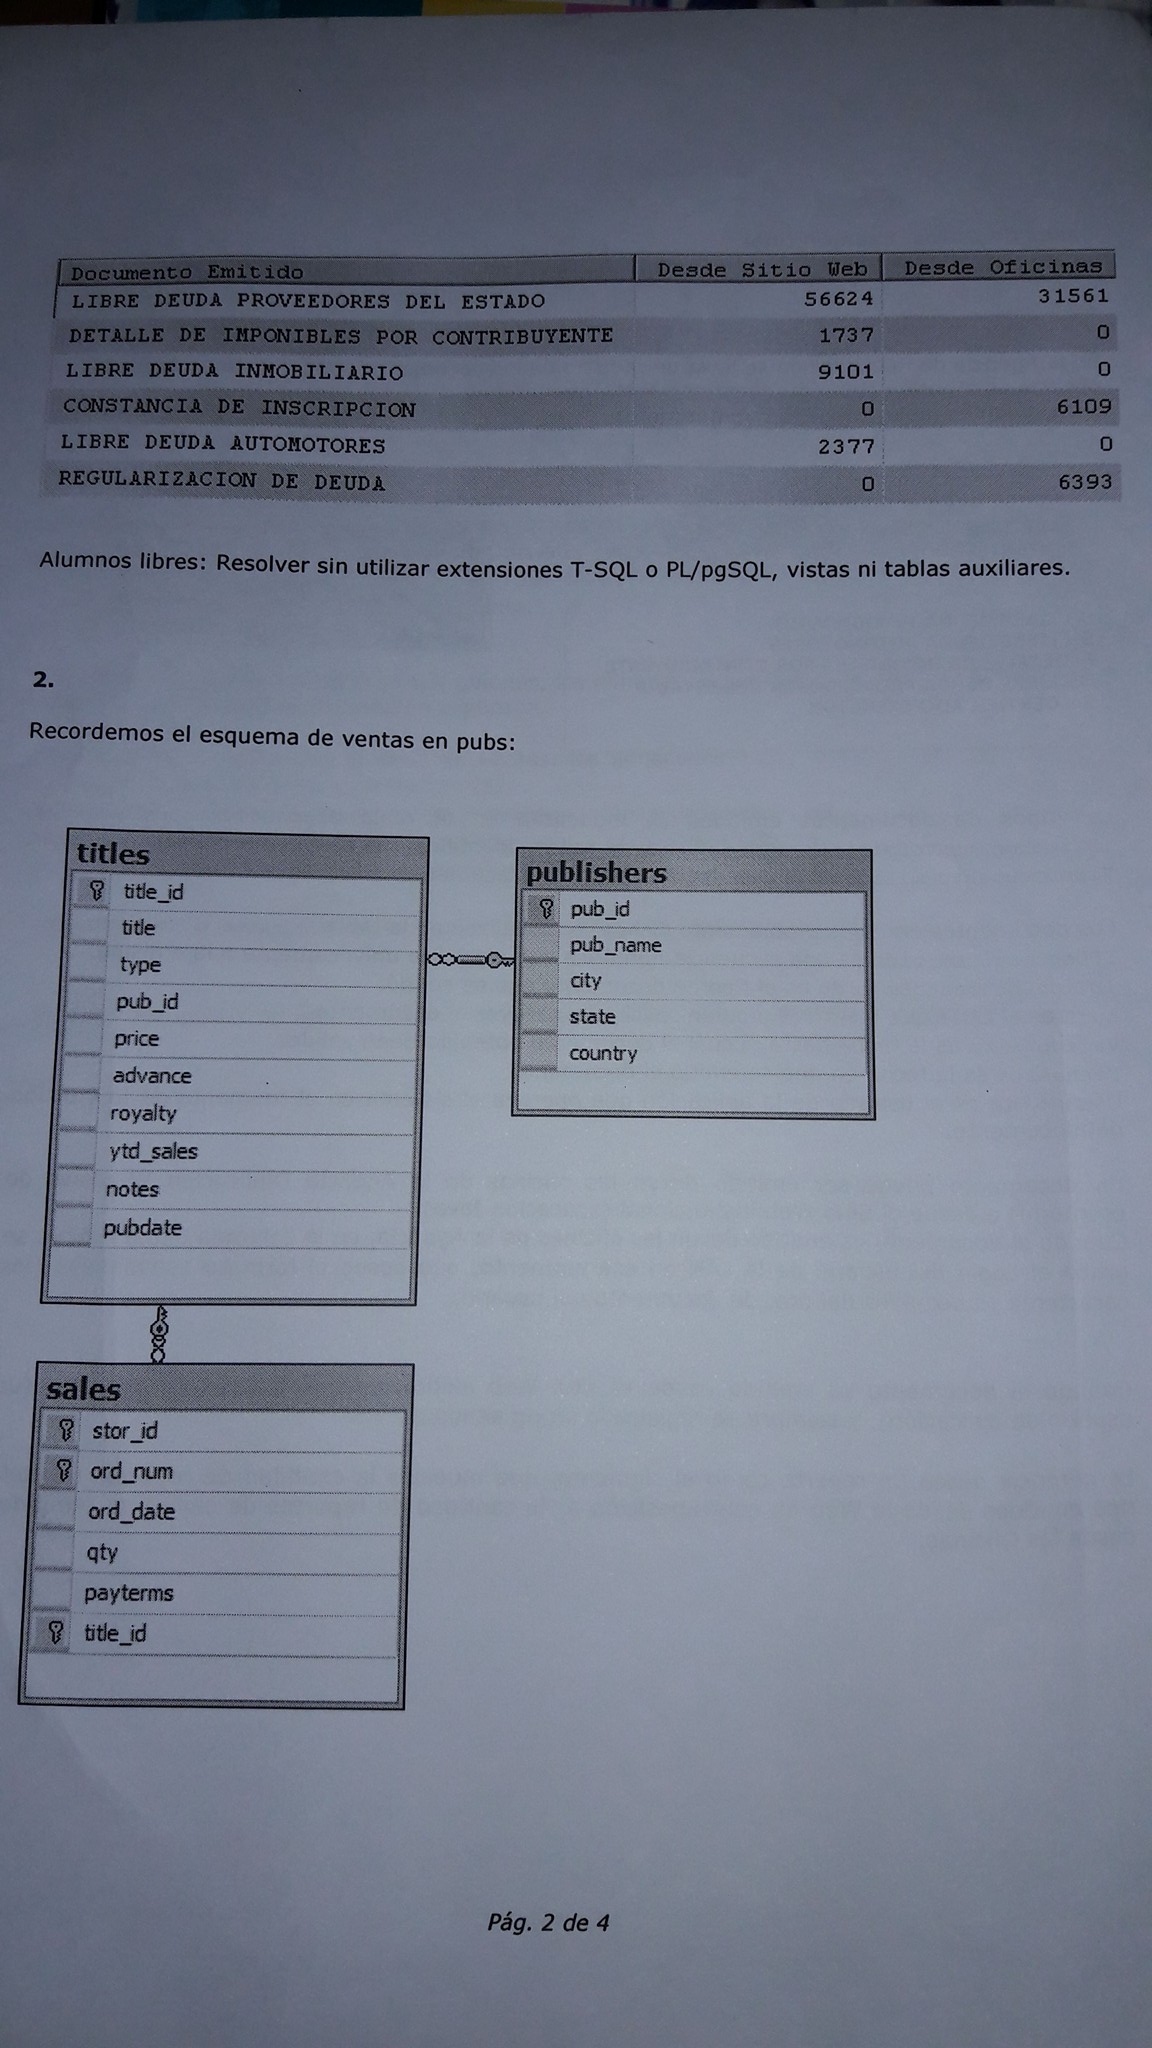 Documento Emitido Desde Sitio Web Desde Oficinas
LIBRE DEUDA PROVEEDORES DEL ESTADO 56624 31561
DETALLE DE IMPONIBLES POR CONTRIBUYENTE 1737 0
LIBRE DEUDA INMOBILIARIO 9101 0
CONSTANCIA DE INSCRIPCION 0 6109
LIBRE DEUDA AUTOMOTORES 2377 0
REGULARIZACION DE DEUDA 0 6393
Alumnos libres: Resolver sin utilizar extensiones T-SQL o PL/pgSQL, vistas ni tablas auxiliares.
2.
Recordemos el esquema de ventas en pubs:
titles
title_id
title
type
pub_id
price
advance
royalty
ytd_sales
notes
pubdate
publishers
pub_id
pub_name
city
state
country
sales
stor_id
ord_num
ord_date
qty
payterms
title_id
Pág. 2 de 4